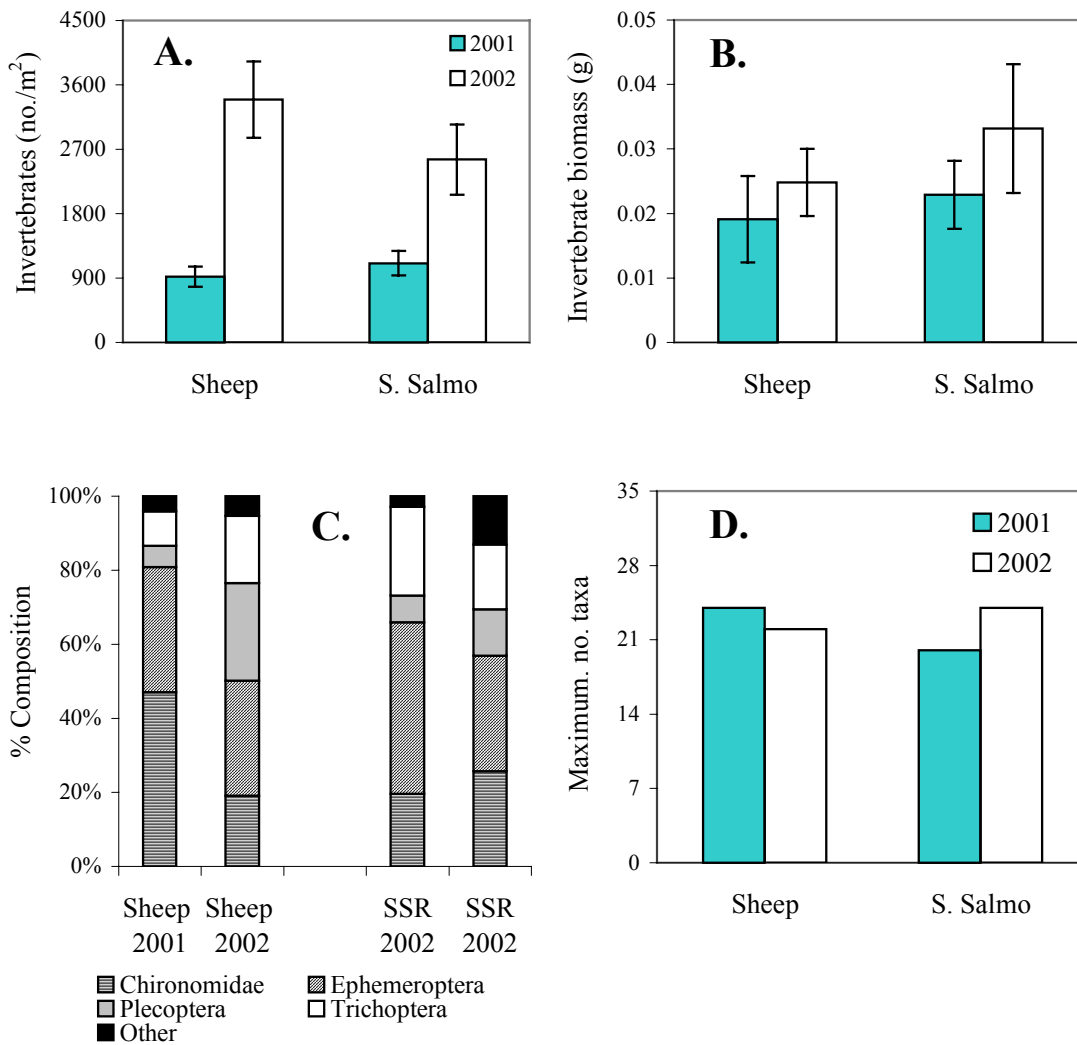 A.
2001
2002
Invertebrates (no./m²)
4500
3600
2700
1800
900
0
Sheep
S. Salmo
B.
Invertebrate biomass (g)
0.05
0.04
0.03
0.02
0.01
0
Sheep
S. Salmo
C.
% Composition
100%
80%
60%
40%
20%
0%
Sheep Sheep SSR SSR
2001 2002 2002 2002
Chironomidae Ephemeroptera
Plecoptera Trichoptera
Other
D.
2001
2002
Maximum. no. taxa
35
28
21
14
7
0
Sheep
S. Salmo